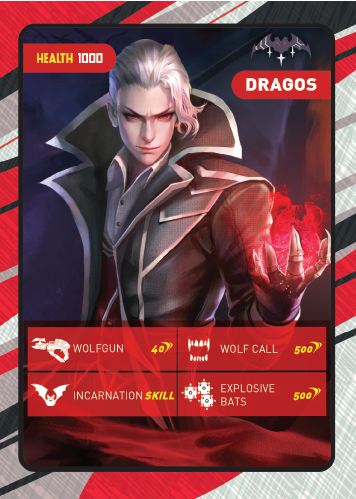 HEALTH 1000
DRAGOS
WOLFGUN 40
WOLF CALL 500
INCARNATION SKILL
EXPLOSIVE
BATS 500